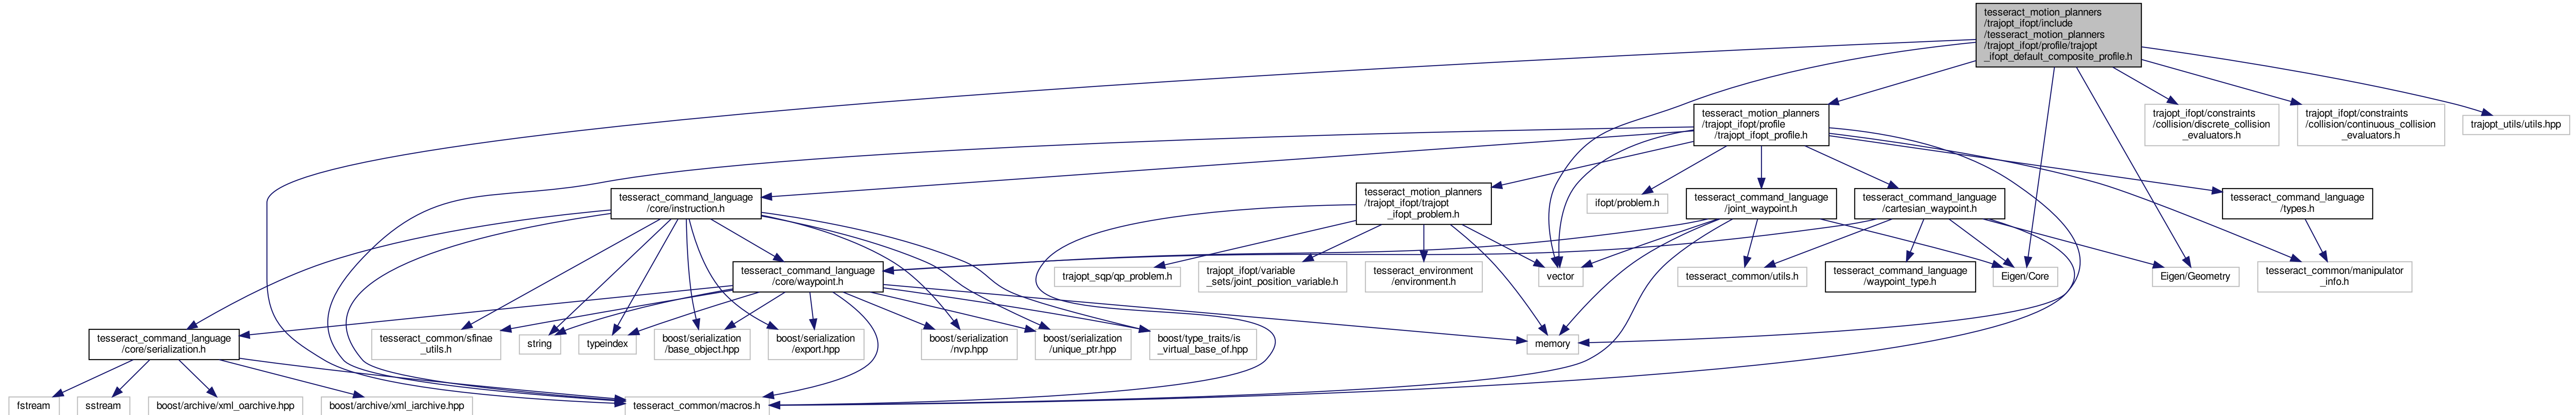 tesseract_motion_planners
/trajopt_ifopt/include
/tesseract_motion_planners
/trajopt_ifopt/profile/trajopt
_ifopt_default_composite_profile.h
tesseract_motion_planners
/trajopt_ifopt/profile
/trajopt_ifopt_profile.h
trajopt_ifopt/constraints
/collision/discrete_collision
_evaluators.h
trajopt_ifopt/constraints
/collision/continuous_collision
_evaluators.h
trajopt_utils/utils.hpp
tesseract_command_language
/core/instruction.h
tesseract_motion_planners
/trajopt_ifopt/trajopt
_ifopt_problem.h
ifopt/problem.h
tesseract_command_language
/joint_waypoint.h
tesseract_command_language
/cartesian_waypoint.h
tesseract_command_language
/types.h
tesseract_command_language
/core/waypoint.h
trajopt_sqp/qp_problem.h
trajopt_ifopt/variable
_sets/joint_position_variable.h
tesseract_environment
/environment.h
vector
tesseract_common/utils.h
tesseract_command_language
/waypoint_type.h
Eigen/Core
Eigen/Geometry
tesseract_common/manipulator
_info.h
tesseract_command_language
/core/serialization.h
tesseract_common/sfinae
_utils.h
string
typeindex
boost/serialization
/base_object.hpp
boost/serialization
/export.hpp
boost/serialization
/nvp.hpp
boost/serialization
/unique_ptr.hpp
boost/type_traits/is
_virtual_base_of.hpp
memory
fstream
sstream
boost/archive/xml_oarchive.hpp
boost/archive/xml_iarchive.hpp
tesseract_common/macros.h